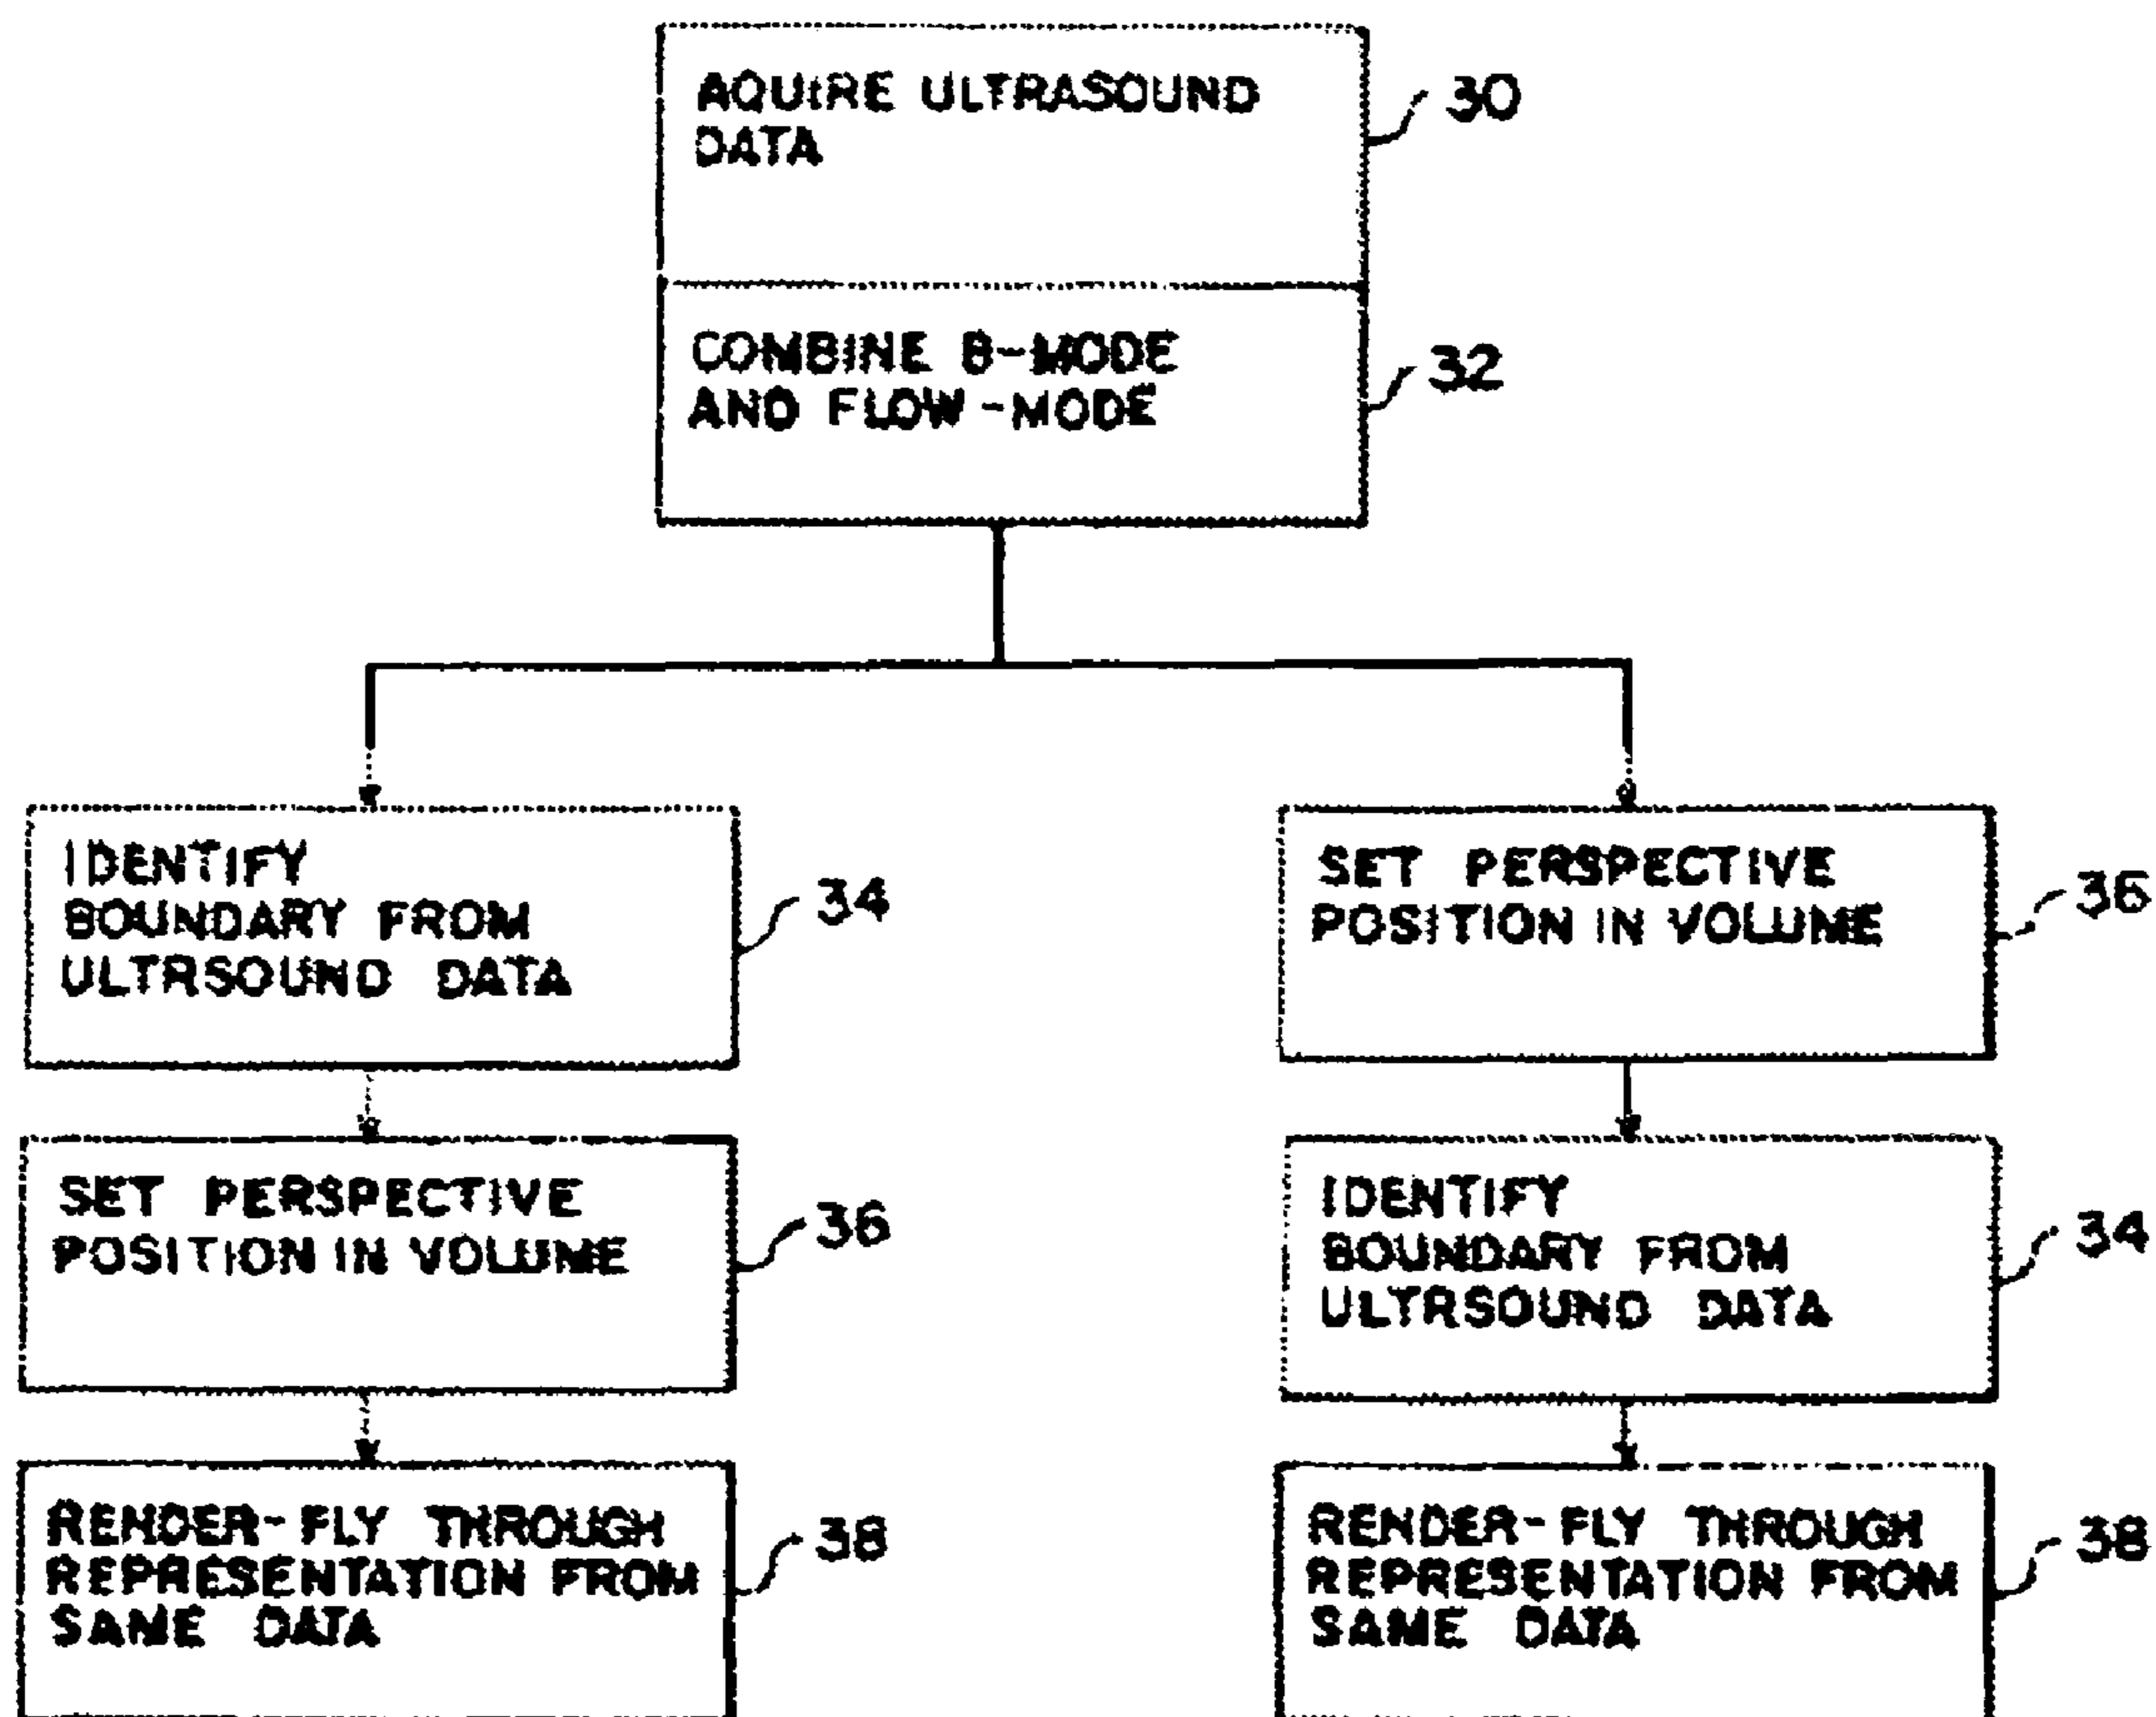 AQUIRE ULTRASOUND
DATA
30
COMBINE B-MODE
AND FLOW-MODE
32
IDENTIFY
BOUNDARY FROM
ULTRSOUND DATA
34
SET PERSPECTIVE
POSITION IN VOLUME
36
RENDER-FLY THROUGH
REPRESENTATION FROM
SAME DATA
38
SET PERSPECTIVE
POSITION IN VOLUME
36
IDENTIFY
BOUNDARY FROM
ULTRSOUND DATA
34
RENDER-FLY THROUGH
REPRESENTATION FROM
SAME DATA
38